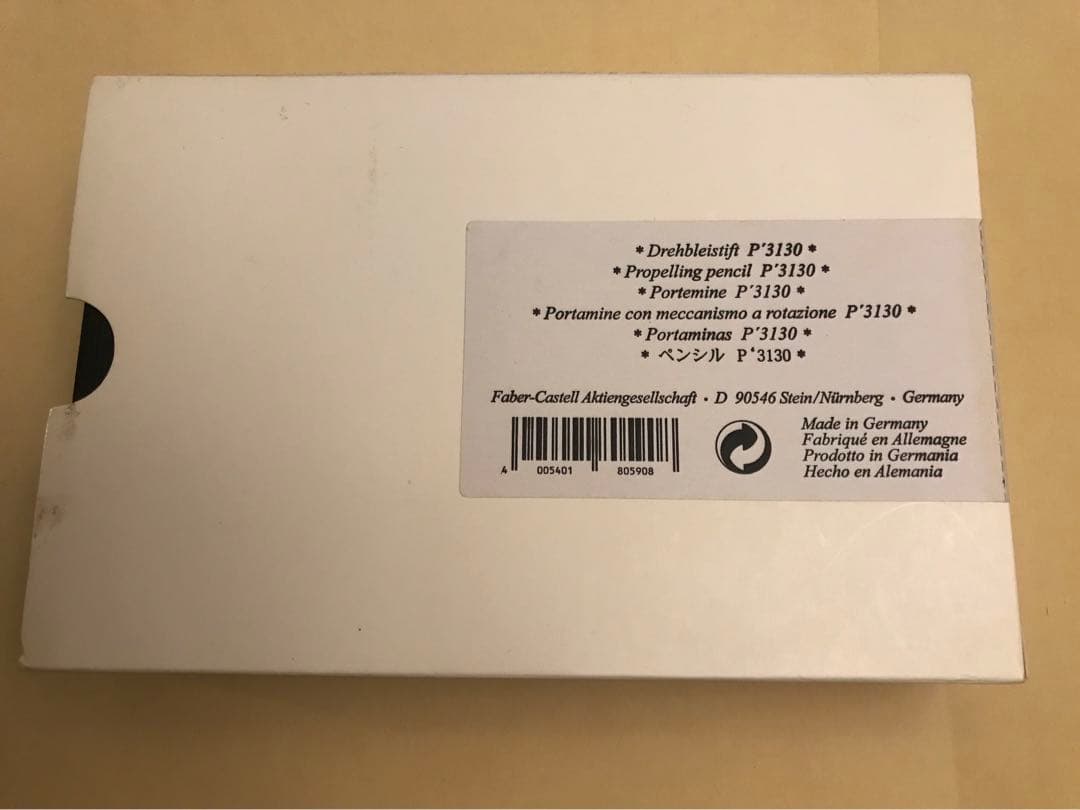 * Drehbleistift P'3130 *
* Propelling pencil P'3130 *
* Portemine P'3130 *
* Portamine con meccanismo a rotazione P'3130 *
* Portaminas P'3130 *
* ペンシル P‘3130 *
Faber-Castell Aktiengesellschaft · D 90546 Stein/Nürnberg · Germany
4 005401 805908
Made in Germany
Fabriqué en Allemagne
Prodotto in Germania
Hecho en Alemania